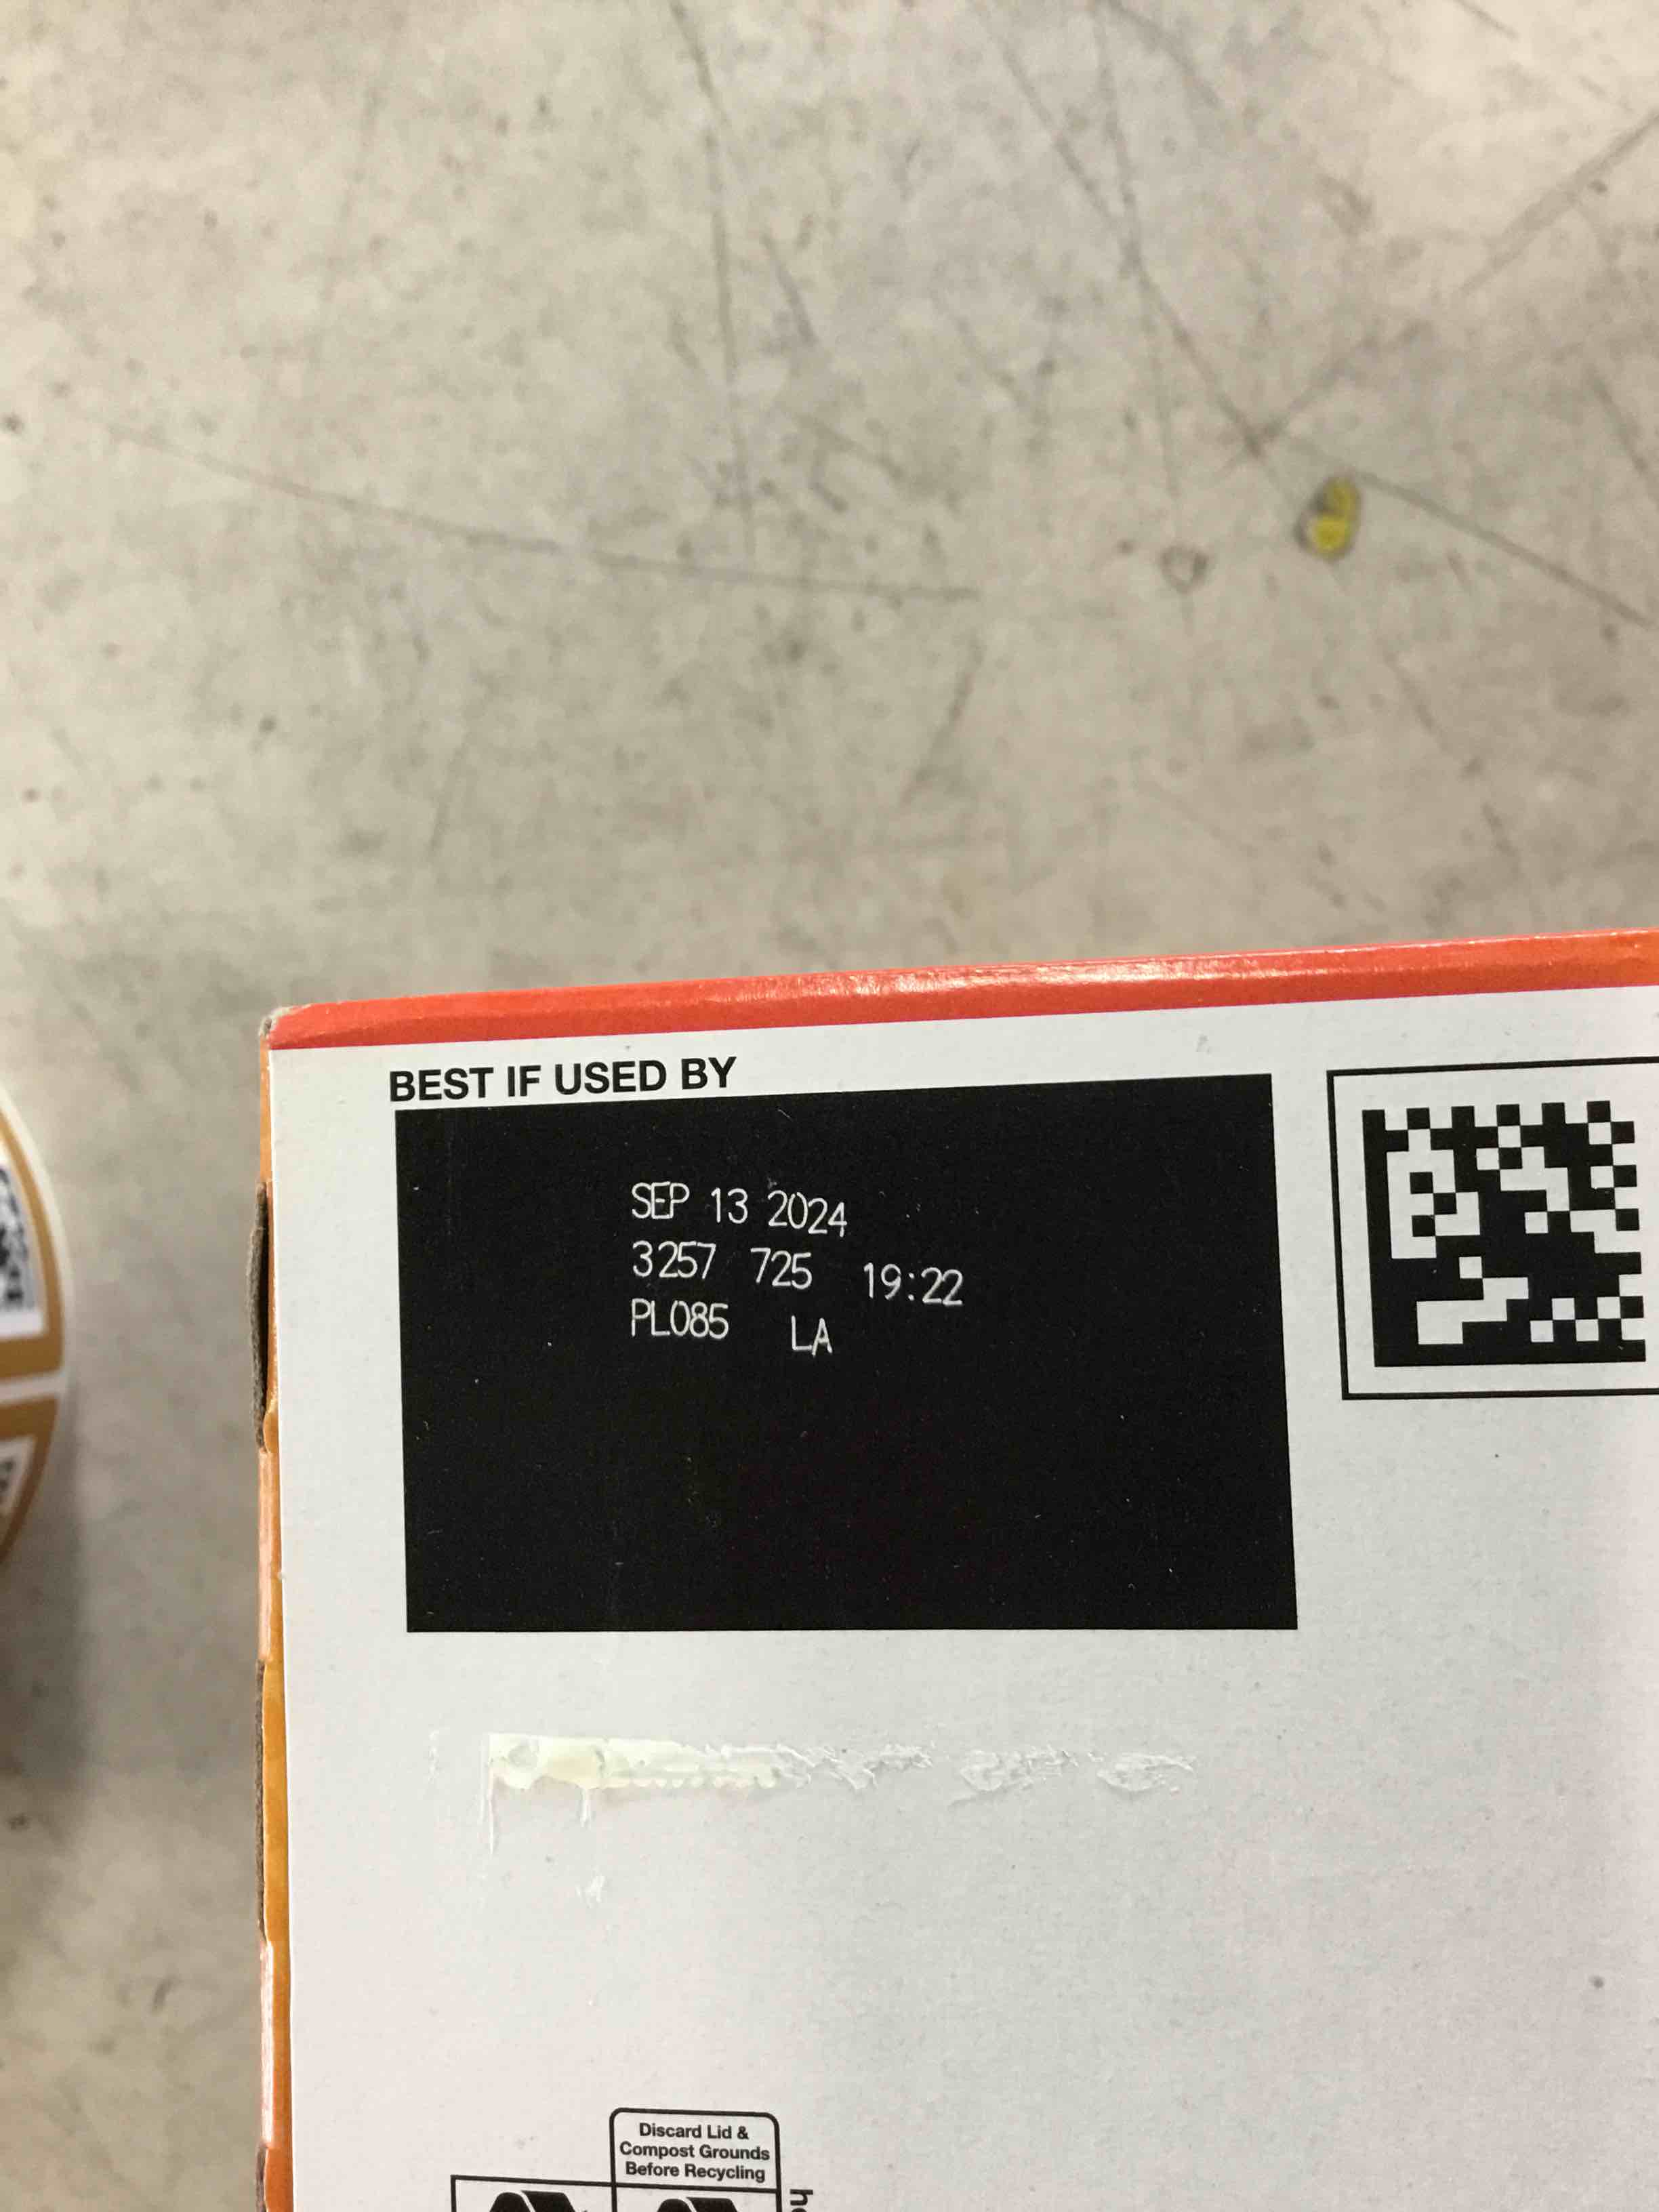 BEST IF USED BY
SEP 13 2024
3257 725 19:22
PL085 LA
Discard Lid &
Compost Grounds
Before Recycling